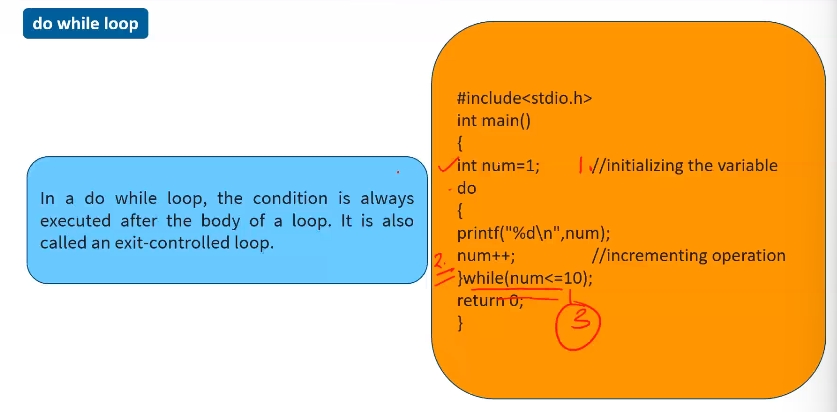 do while loop
In a do while loop, the condition is always
executed after the body of a loop. It is also
called an exit-controlled loop.
#include<stdio.h>
int main()
{
int num=1; 1. //initializing the variable
do
{
printf("%d\n",num);
2. num++; //incrementing operation
}while(num<=10);
return 0;
3
}